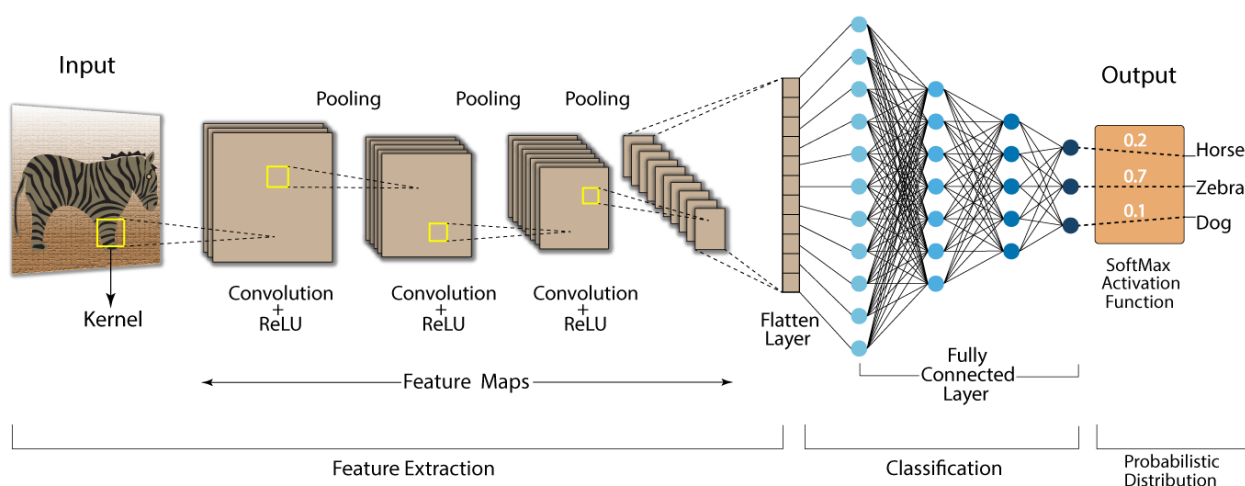 Input
Kernel
Pooling
Pooling
Pooling
Convolution
+
ReLU
Convolution
+
ReLU
Convolution
+
ReLU
Feature Maps
Flatten
Layer
Fully
Connected
Layer
Output
0.2
0.7
0.1
Horse
Zebra
Dog
SoftMax
Activation
Function
Feature Extraction
Classification
Probabilistic
Distribution